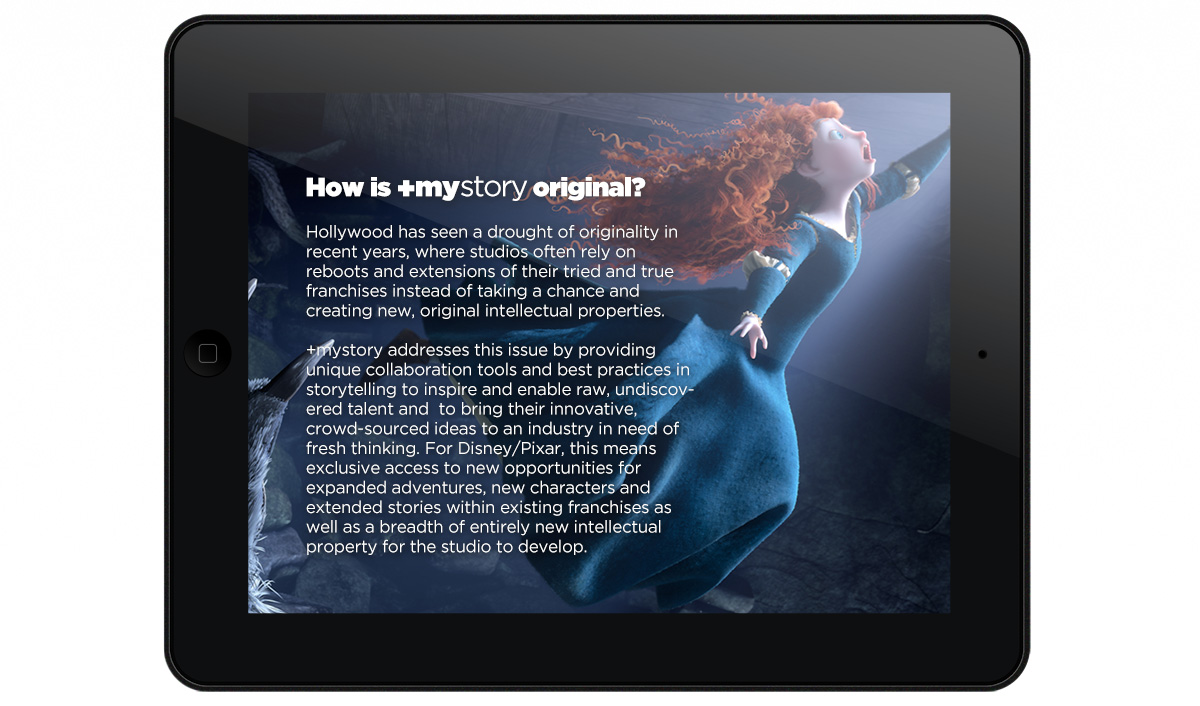 How is +mystory original?
Hollywood has seen a drought of originality in
recent years, where studios often rely on
reboots and extensions of their tried and true
franchises instead of taking a chance and
creating new, original intellectual properties.
+mystory addresses this issue by providing
unique collaboration tools and best practices in
storytelling to inspire and enable raw, undiscov-
ered talent and  to bring their innovative,
crowd-sourced ideas to an industry in need of
fresh thinking. For Disney/Pixar, this means
exclusive access to new opportunities for
expanded adventures, new characters and
extended stories within existing franchises as
well as a breadth of entirely new intellectual
property for the studio to develop.